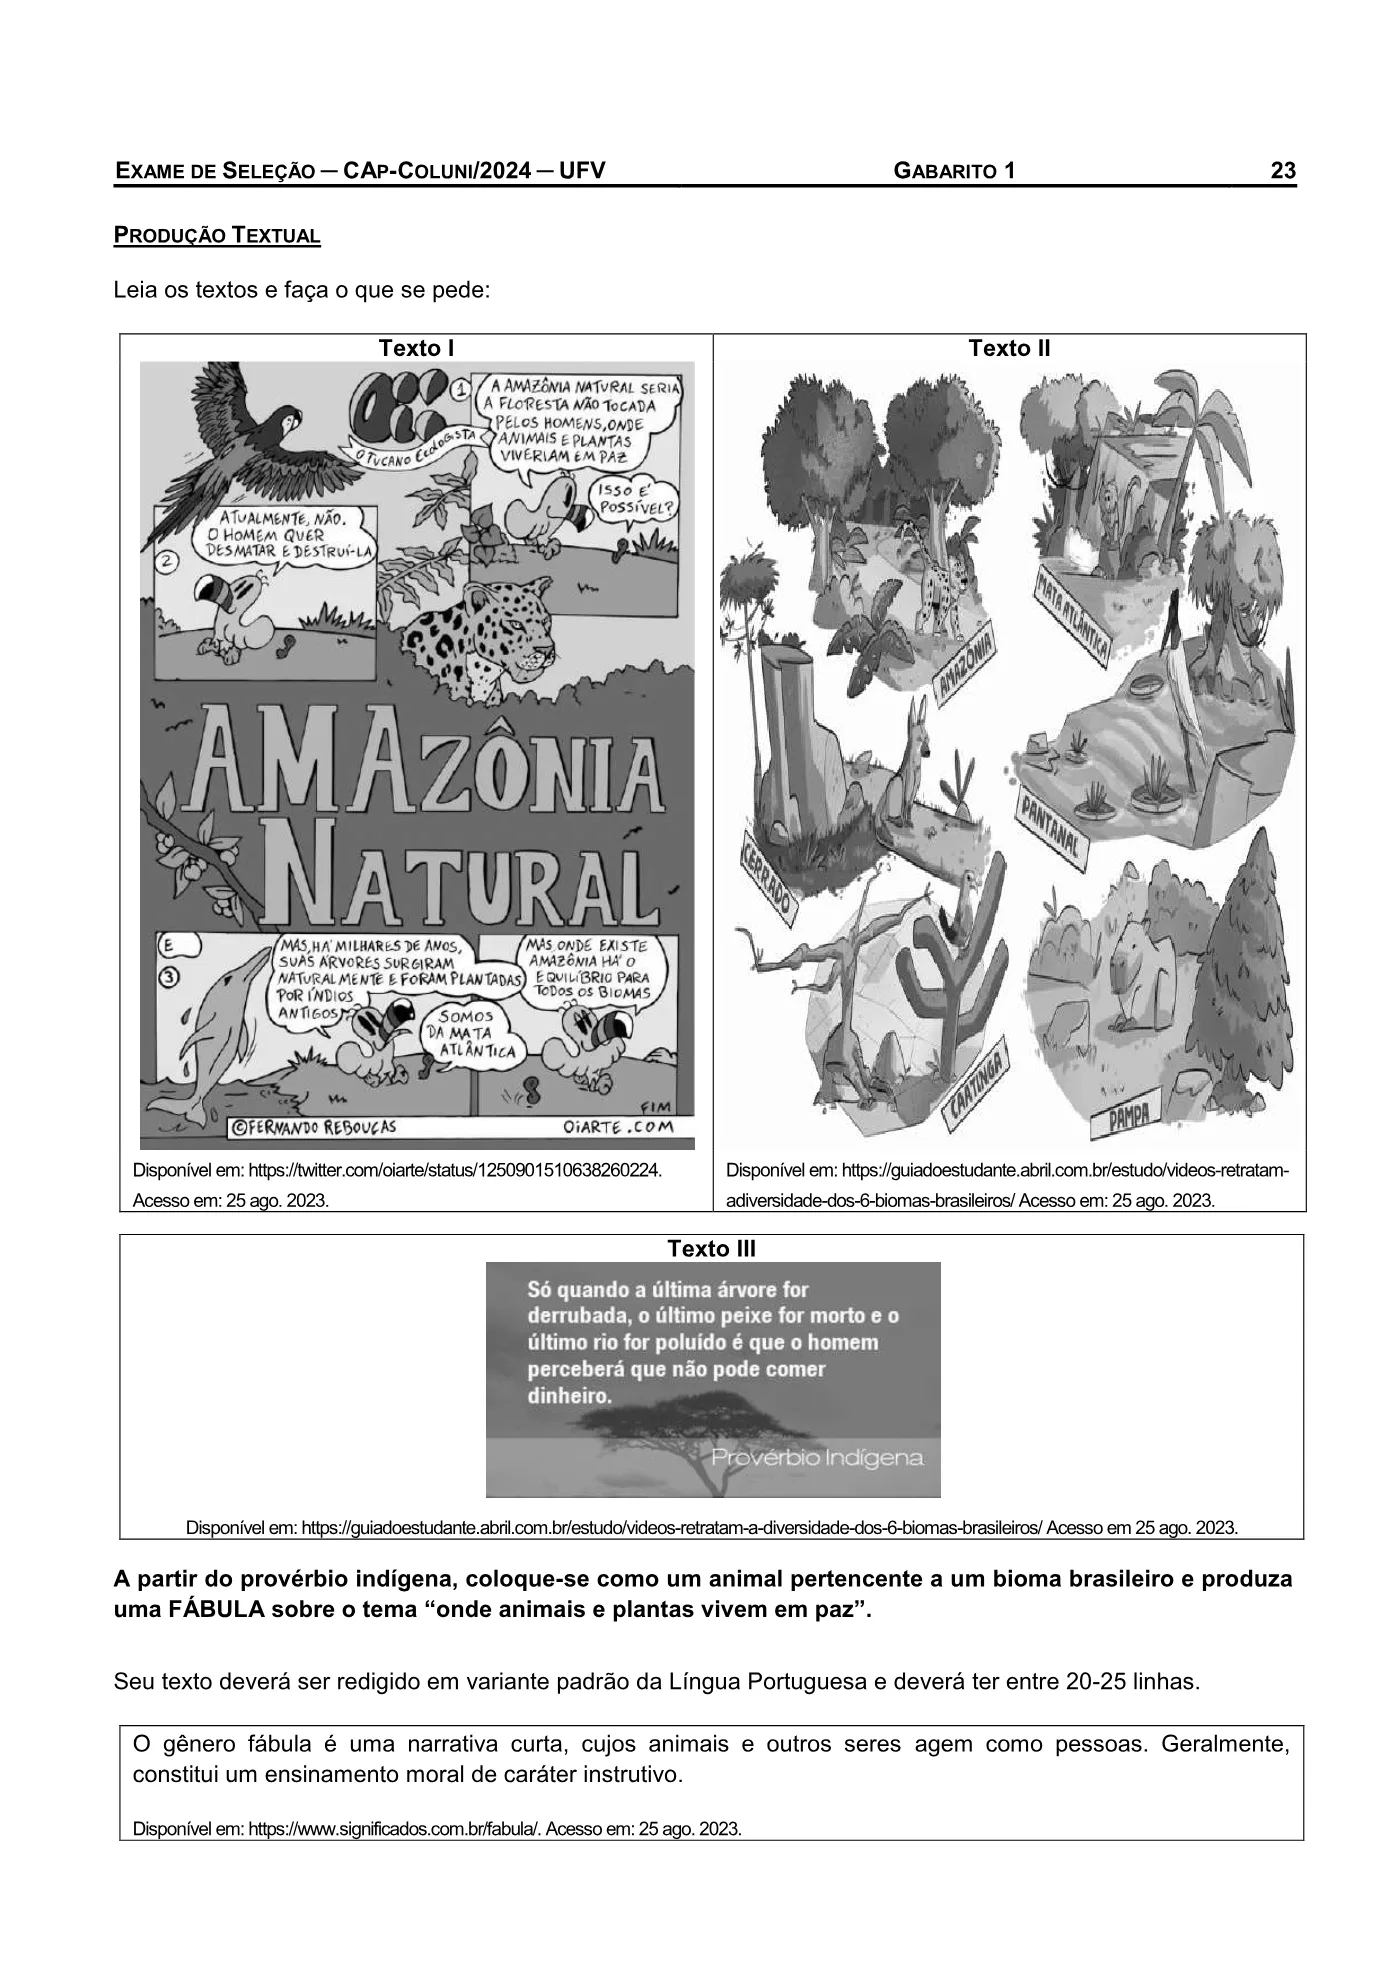 EXAME DE SELEÇÃO ─ CAP-COLUNI/2024 ─ UFV GABARITO 1 23
PRODUÇÃO TEXTUAL
Leia os textos e faça o que se pede:
Texto I
OiI
O TUCANO ECOLOGISTA
1
A AMAZÔNIA NATURAL SERIA
A FLORESTA NÃO TOCADA
PELOS HOMENS, ONDE
ANIMAIS E PLANTAS
VIVERIAM EM PAZ
ISSO E'
POSSÍVEL?
2
ATUALMENTE, NÃO.
O HOMEM QUER
DESMATAR E DESTRUÍ-LA
AMAZÔNIA
NATURAL
E
3
MAS, HÁ MILHARES DE ANOS,
SUAS ÁRVORES SURGIRAM
NATURALMENTE E FORAM PLANTADAS
POR ÍNDIOS
ANTIGOS
SOMOS
DA MATA
ATLÂNTICA
MAS, ONDE EXISTE
AMAZÔNIA HÁ O
EQUILÍBRIO PARA
TODOS OS BIOMAS
FIM
©FERNANDO REBOUÇAS OiARTE.COM
Disponível em: https://twitter.com/oiarte/status/1250901510638260224.
Acesso em: 25 ago. 2023.
Texto II
AMAZÔNIA
MATA ATLÂNTICA
CERRADO
PANTANAL
CAATINGA
PAMPA
Disponível em: https://guiadoestudante.abril.com.br/estudo/videos-retratam-
adiversidade-dos-6-biomas-brasileiros/ Acesso em: 25 ago. 2023.
Texto III
Só quando a última árvore for
derrubada, o último peixe for morto e o
último rio for poluído é que o homem
perceberá que não pode comer
dinheiro.
Provérbio Indígena
Disponível em: https://guiadoestudante.abril.com.br/estudo/videos-retratam-a-diversidade-dos-6-biomas-brasileiros/ Acesso em 25 ago. 2023.
A partir do provérbio indígena, coloque-se como um animal pertencente a um bioma brasileiro e produza
uma FÁBULA sobre o tema “onde animais e plantas vivem em paz”.
Seu texto deverá ser redigido em variante padrão da Língua Portuguesa e deverá ter entre 20-25 linhas.
O gênero fábula é uma narrativa curta, cujos animais e outros seres agem como pessoas. Geralmente,
constitui um ensinamento moral de caráter instrutivo.
Disponível em: https://www.significados.com.br/fabula/. Acesso em: 25 ago. 2023.